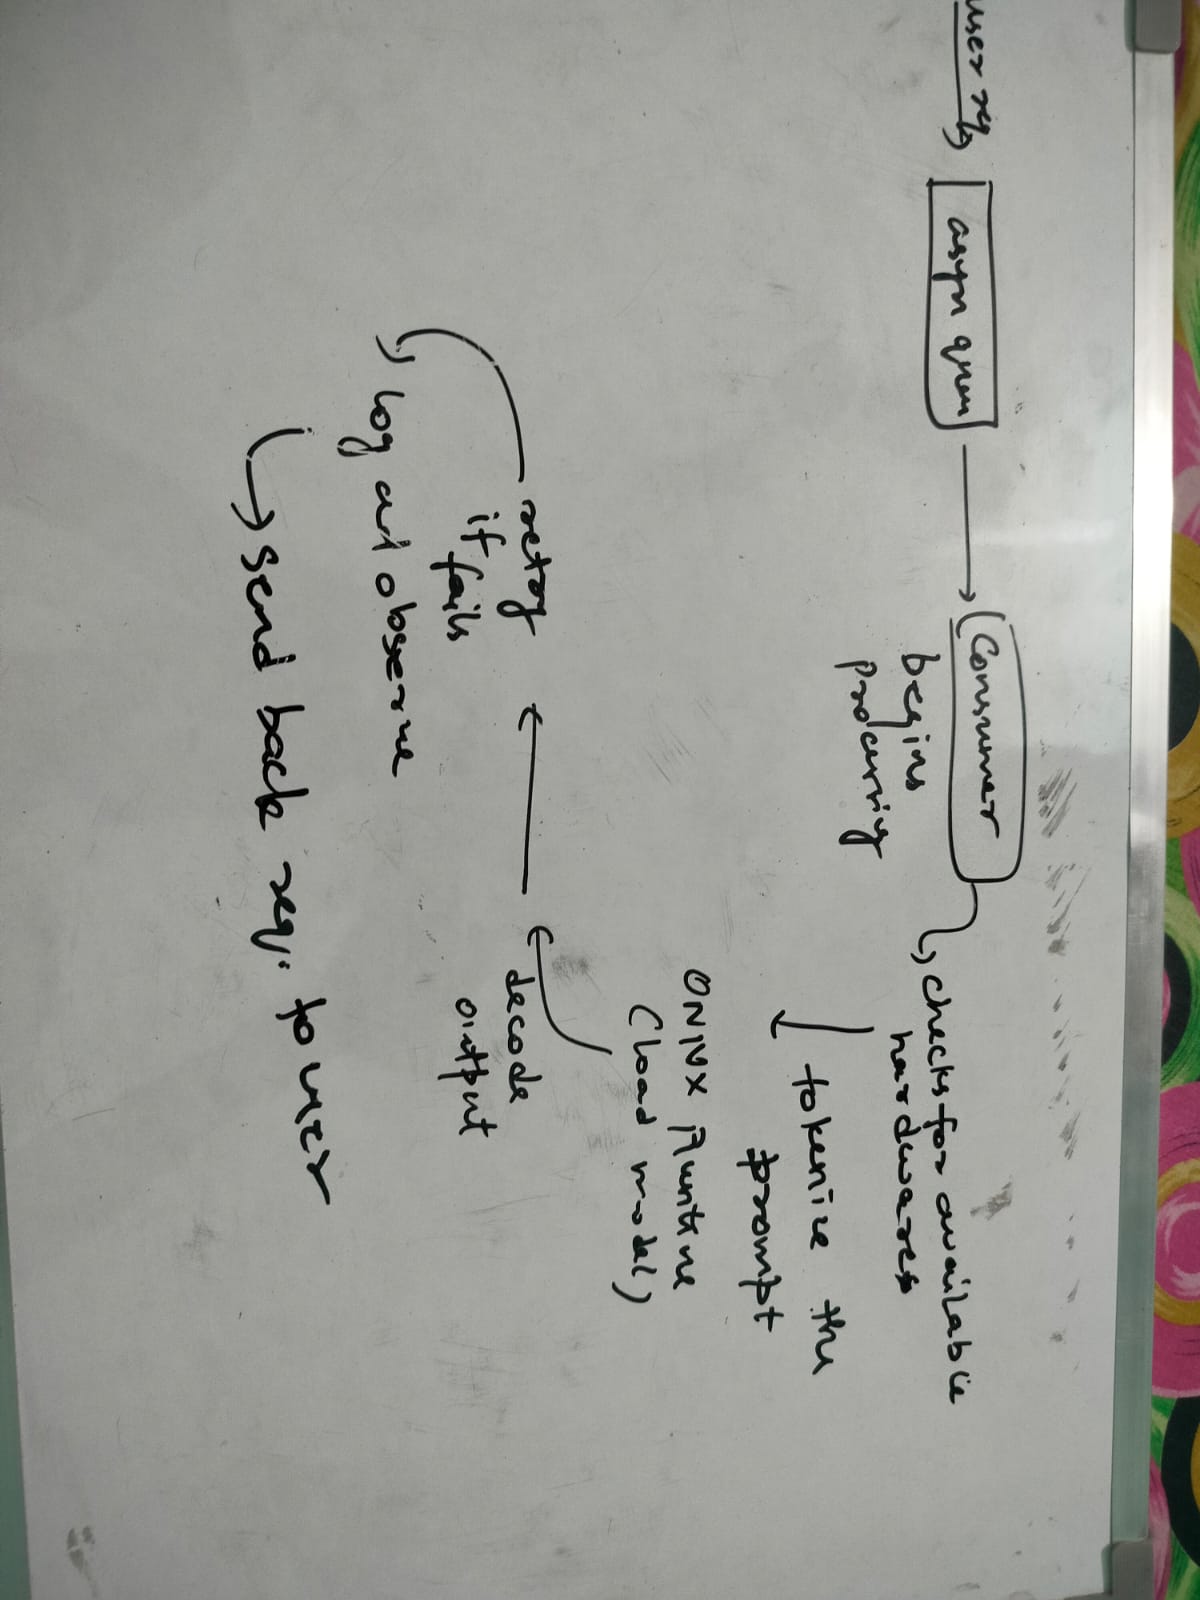 user req
async queue
Consumer
begins
processing
checks for available
hardwares
tokenize the
prompt
ONNX Runtime
(load model)
decode
output
retry
if fails
log and observe
send back req. to user